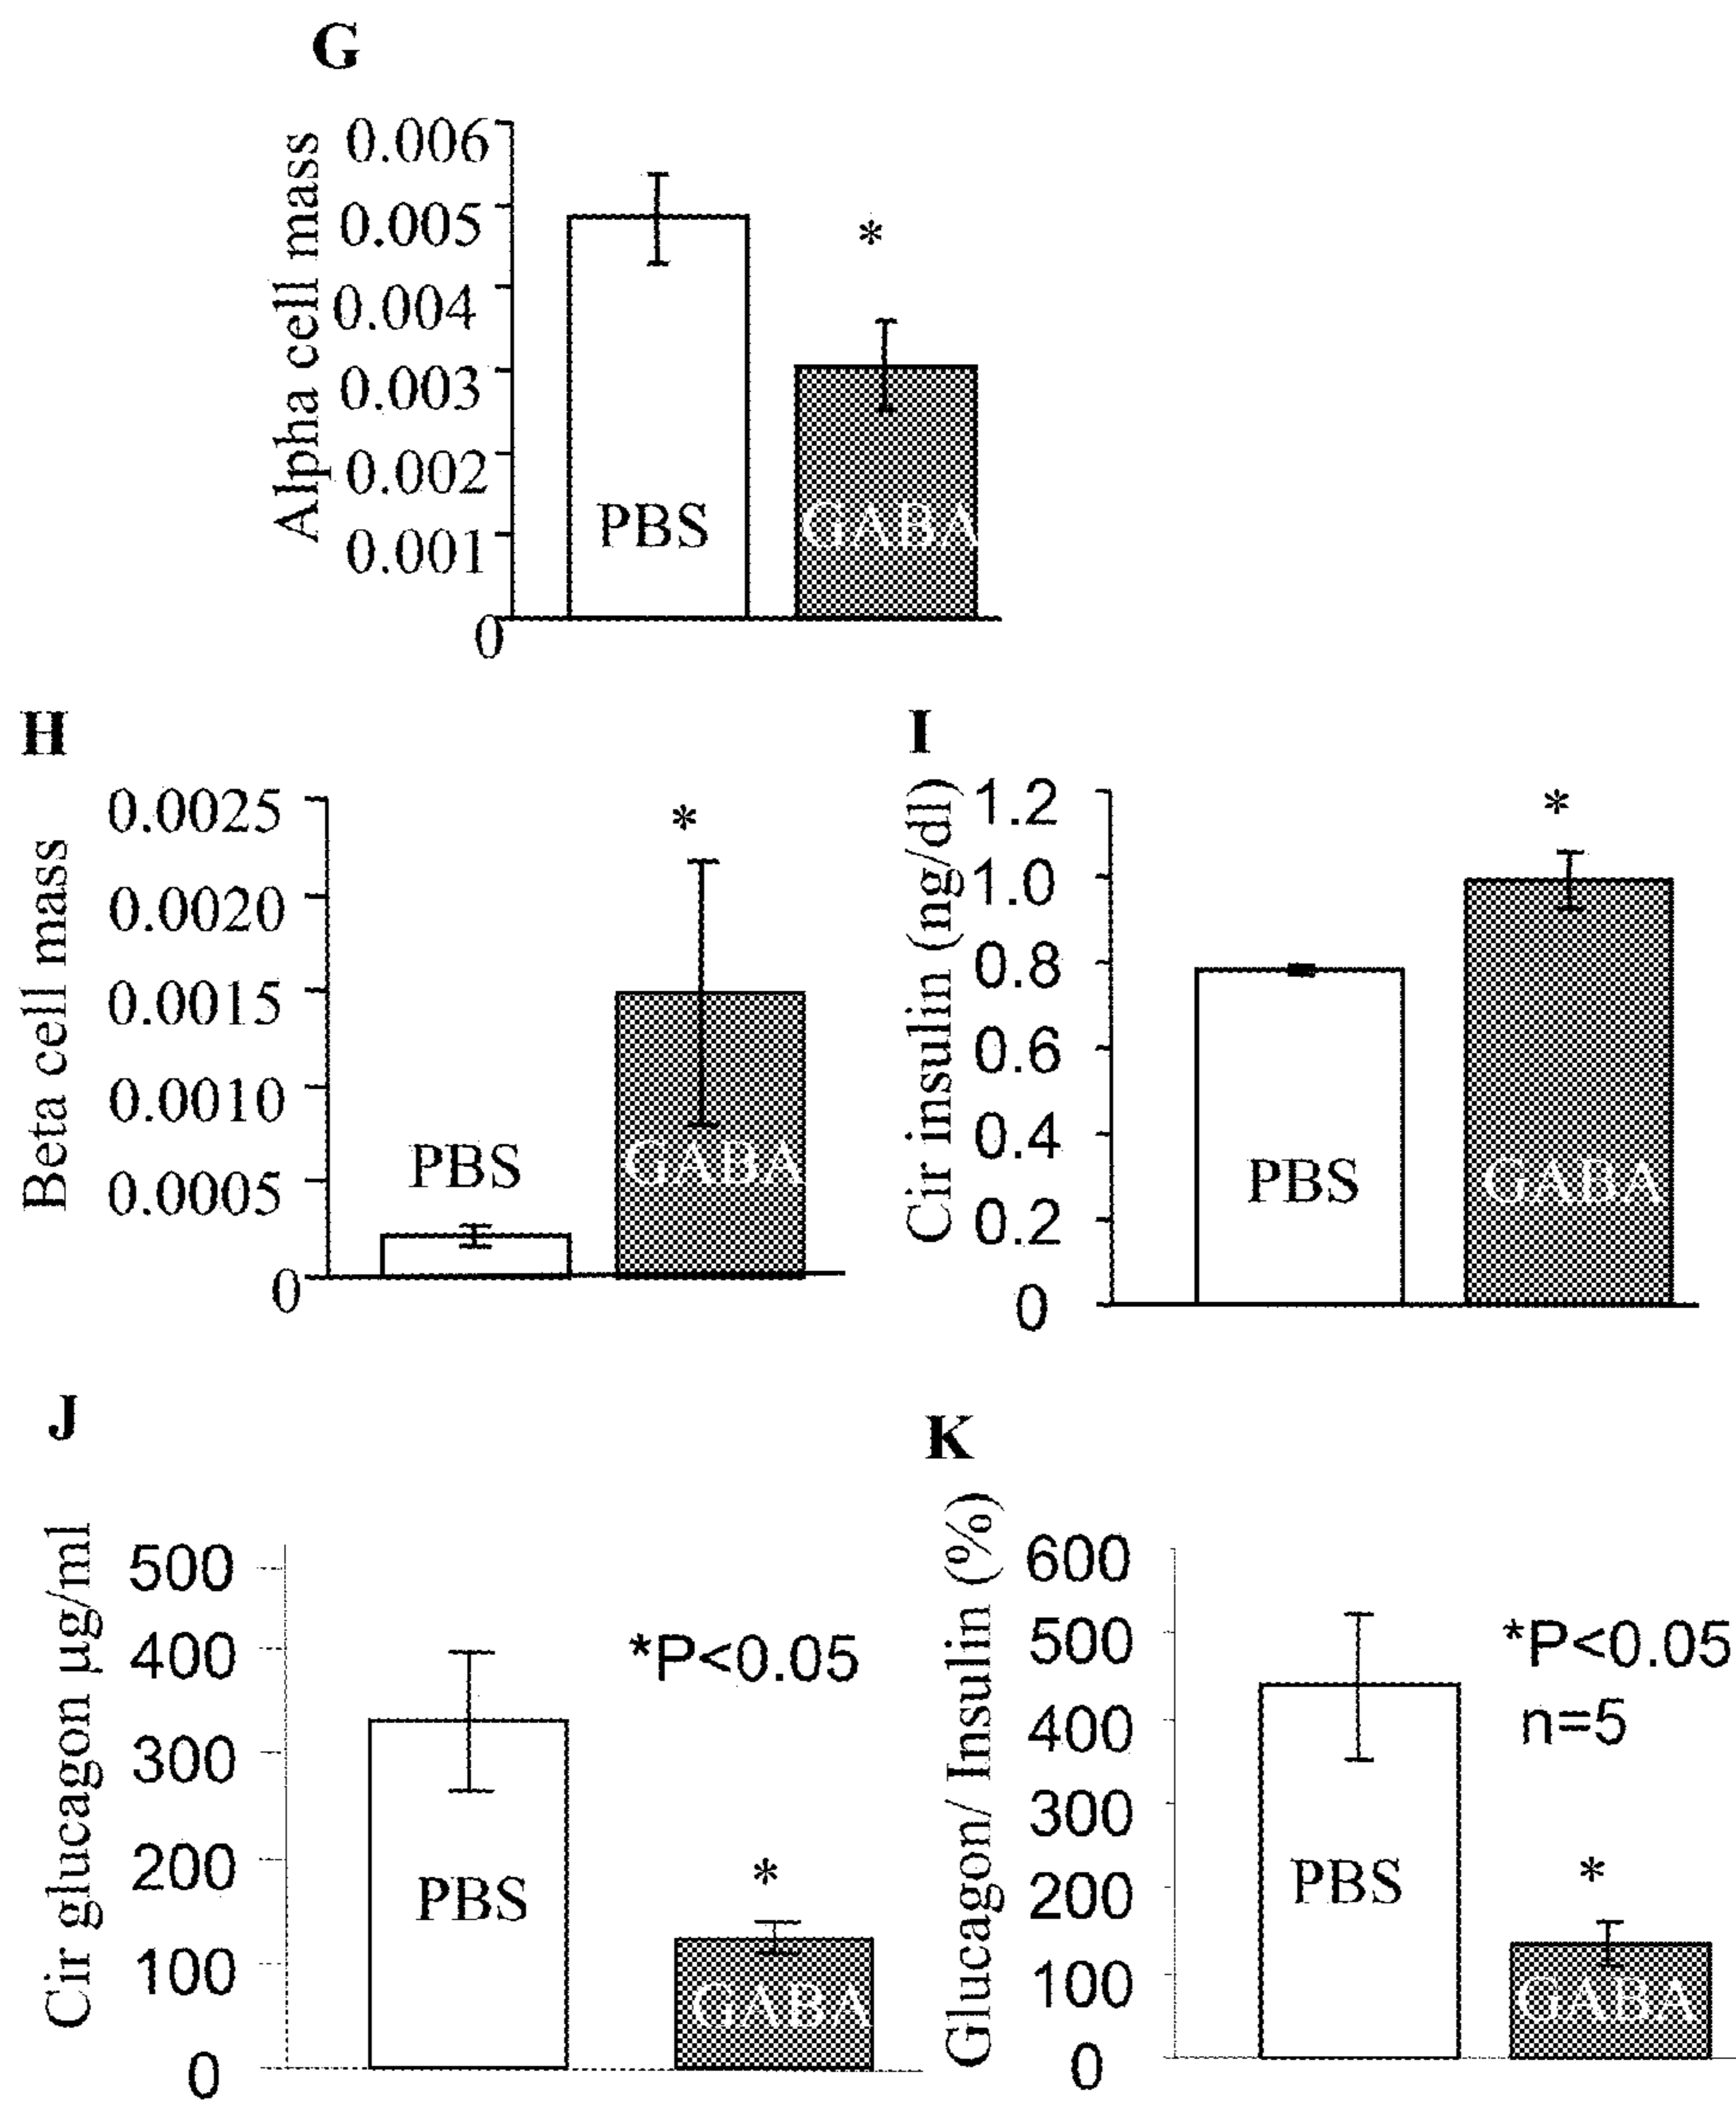 G
Alpha cell mass
0.006
0.005
0.004
0.003
0.002
0.001
0
*
PBS
GABA
H
Beta cell mass
0.0025
0.0020
0.0015
0.0010
0.0005
0
*
PBS
GABA
I
Cir insulin (ng/dl)
1.2
1.0
0.8
0.6
0.4
0.2
0
*
PBS
GABA
J
Cir glucagon µg/ml
500
400
300
200
100
0
*P<0.05
*
PBS
GABA
K
Glucagon/ Insulin (%)
600
500
400
300
200
100
0
*P<0.05
n=5
*
PBS
GABA